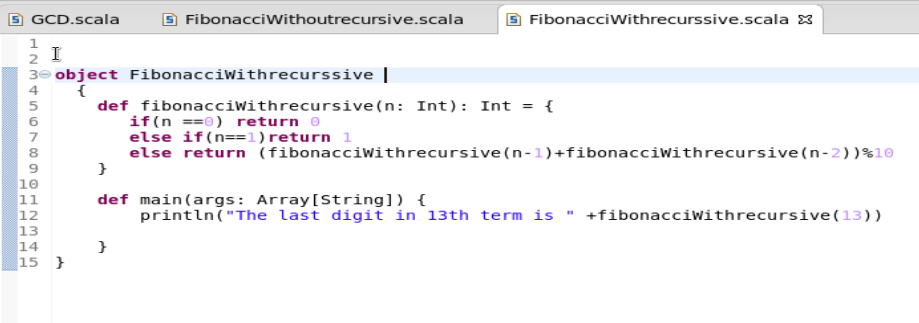 GCD.scala FibonacciWithoutrecursive.scala FibonacciWithrecurssive.scala
1
2
3 object FibonacciWithrecurssive
4 {
5 def fibonacciWithrecursive(n: Int): Int = {
6 if(n ==0) return 0
7 else if(n==1)return 1
8 else return (fibonacciWithrecursive(n-1)+fibonacciWithrecursive(n-2))%10
9 }
10
11 def main(args: Array[String]) {
12 println("The last digit in 13th term is " +fibonacciWithrecursive(13))
13
14 }
15 }